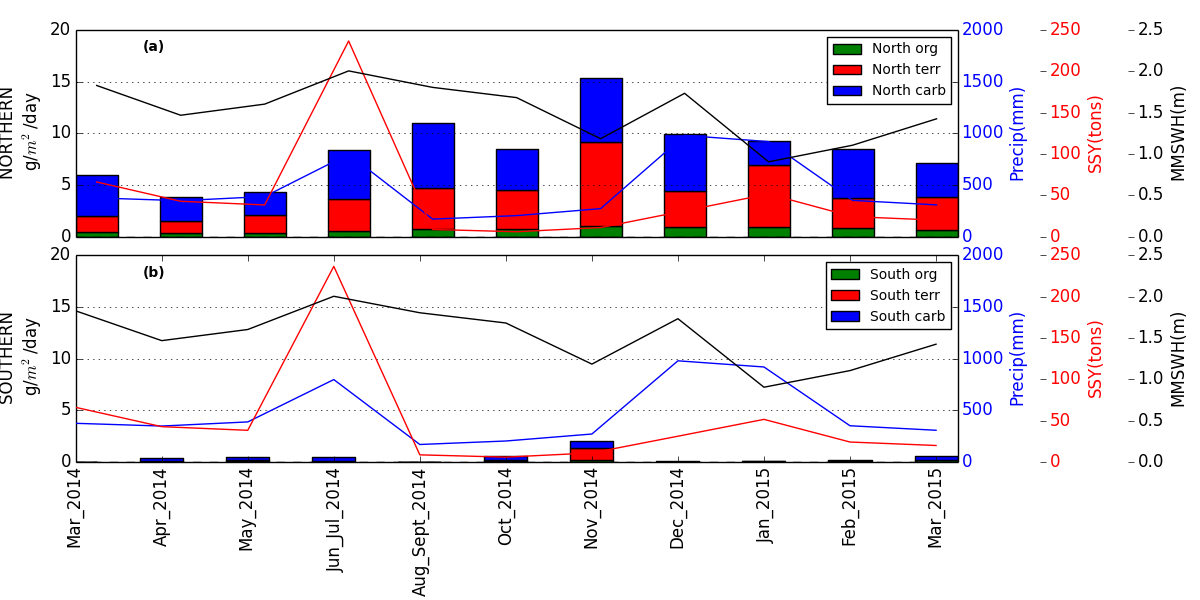 (a)
20
15
10
5
0
NORTHERN
g/m² /day
North org
North terr
North carb
2000
1500
1000
500
0
Precip(mm)
250
200
150
100
50
0
SSY(tons)
2.5
2.0
1.5
1.0
0.5
0.0
MMSWH(m)
(b)
20
15
10
5
0
SOUTHERN
g/m² /day
South org
South terr
South carb
2000
1500
1000
500
0
Precip(mm)
250
200
150
100
50
0
SSY(tons)
2.5
2.0
1.5
1.0
0.5
0.0
MMSWH(m)
Mar_2014
Apr_2014
May_2014
Jun_Jul_2014
Aug_Sept_2014
Oct_2014
Nov_2014
Dec_2014
Jan_2015
Feb_2015
Mar_2015